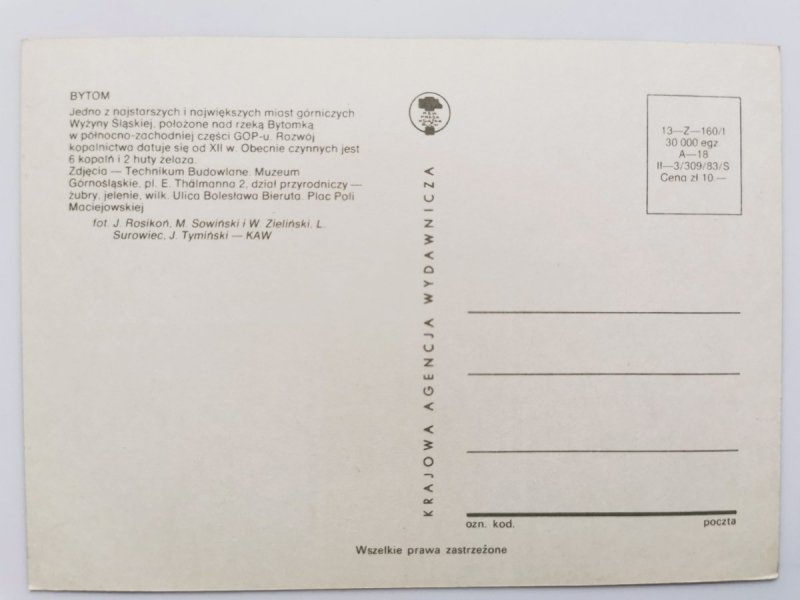 BYTOM
Jedno z najstarszych i największych miast górniczych
Wyżyny Śląskiej, położone nad rzeką Bytomką
w północno-zachodniej części GOP-u. Rozwój
kopalnictwa datuje się od XII w. Obecnie czynnych jest
6 kopalń i 2 huty żelaza.
Zdjęcia — Technikum Budowlane. Muzeum
Górnośląskie, pl. E. Thälmanna 2, dział przyrodniczy —
żubry, jelenie, wilk. Ulica Bolesława Bieruta. Plac Poli
Maciejowskiej
fot. J. Rosikoń, M. Sowiński i W. Zieliński, L.
Surowiec, J. Tymiński — KAW
KRAJOWA AGENCJA WYDAWNICZA
13—Z—160/I
30 000 egz
A—18
II—3/309/83/S
Cena zł 10 —
ozn. kod. poczta
Wszelkie prawa zastrzeżone